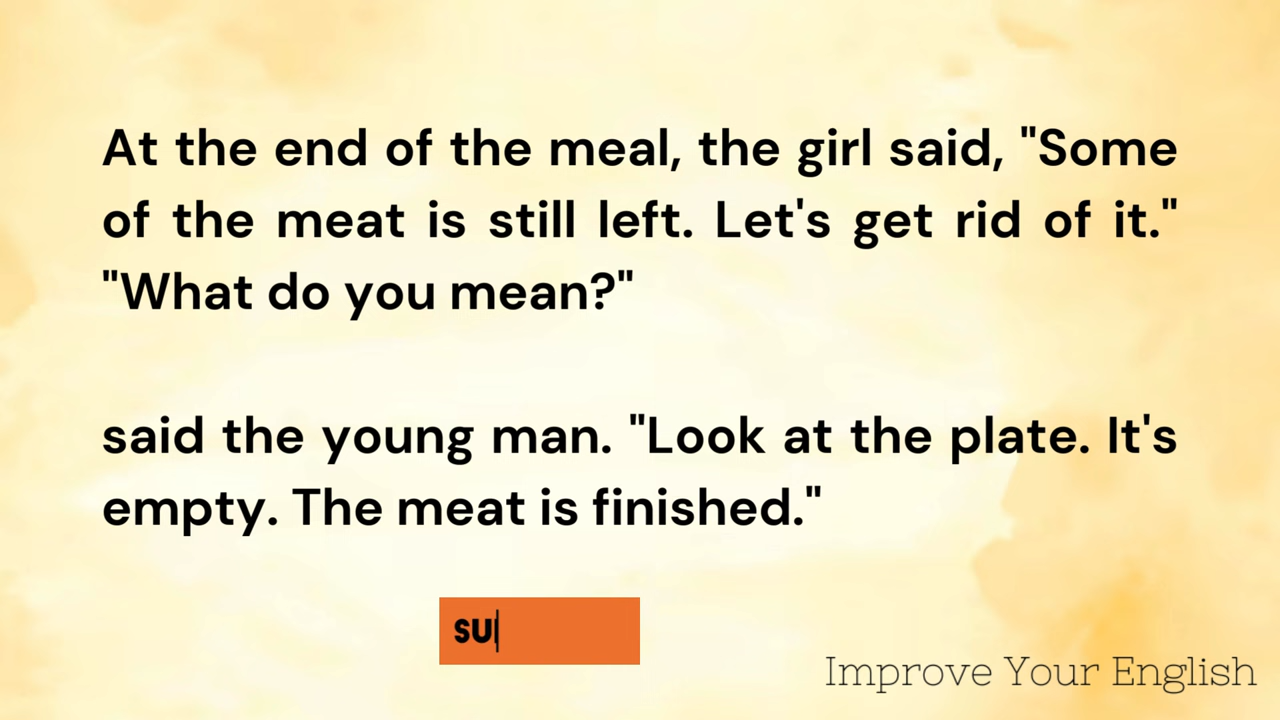 At the end of the meal, the girl said, "Some
of the meat is still left. Let's get rid of it."
"What do you mean?"
said the young man. "Look at the plate. It's
empty. The meat is finished."
SU
Improve Your English